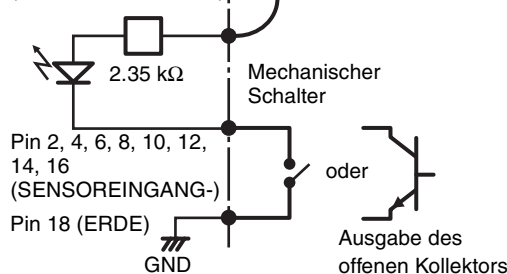 2.35 kΩ
Mechanischer
Schalter
Pin 2, 4, 6, 8, 10, 12,
14, 16
(SENSOREINGANG-)
oder
Pin 18 (ERDE)
GND
Ausgabe des
offenen Kollektors